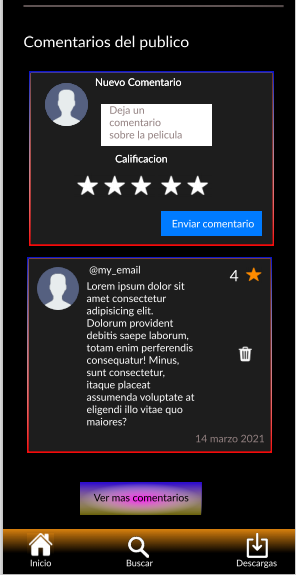 Comentarios del publico
Nuevo Comentario
Deja un
comentario
sobre la pelicula
Calificacion
Enviar comentario
@my_email
4
Lorem ipsum dolor sit
amet consectetur
adipisicing elit.
Dolorum provident
debitis saepe laborum,
totam enim perferendis
consequatur! Minus,
sunt consectetur,
itaque placeat
assumenda voluptate at
eligendi illo vitae quo
maiores?
14 marzo 2021
Ver mas comentarios
Inicio
Buscar
Descargas